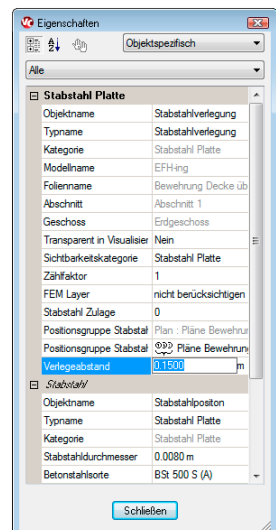 Eigenschaften
Objektspezifisch
Alle
Stabstahl Platte
Objektname Stabstahlverlegung
Typname Stabstahlverlegung
Kategorie Stabstahl Platte
Modellname EFH-ing
Folienname Bewehrung Decke üb
Abschnitt Abschnitt 1
Geschoss Erdgeschoss
Transparent in Visualisier Nein
Sichtbarkeitskategorie Stabstahl Platte
Zählfaktor 1
FEM Layer nicht berücksichtigen
Stabstahl Zulage 0
Positionsgruppe Stabstah Plan : Pläne Bewehrur
Positionsgruppe Stabstah Pläne Bewehrung
Verlegeabstand 0.1500 m
Stabstahl
Objektname Stabstahlpositon
Typname Stabstahl Platte
Kategorie Stabstahl Platte
Stabstahldurchmesser 0.0080 m
Betonstahlsorte BSt 500 S (A)
Schließen